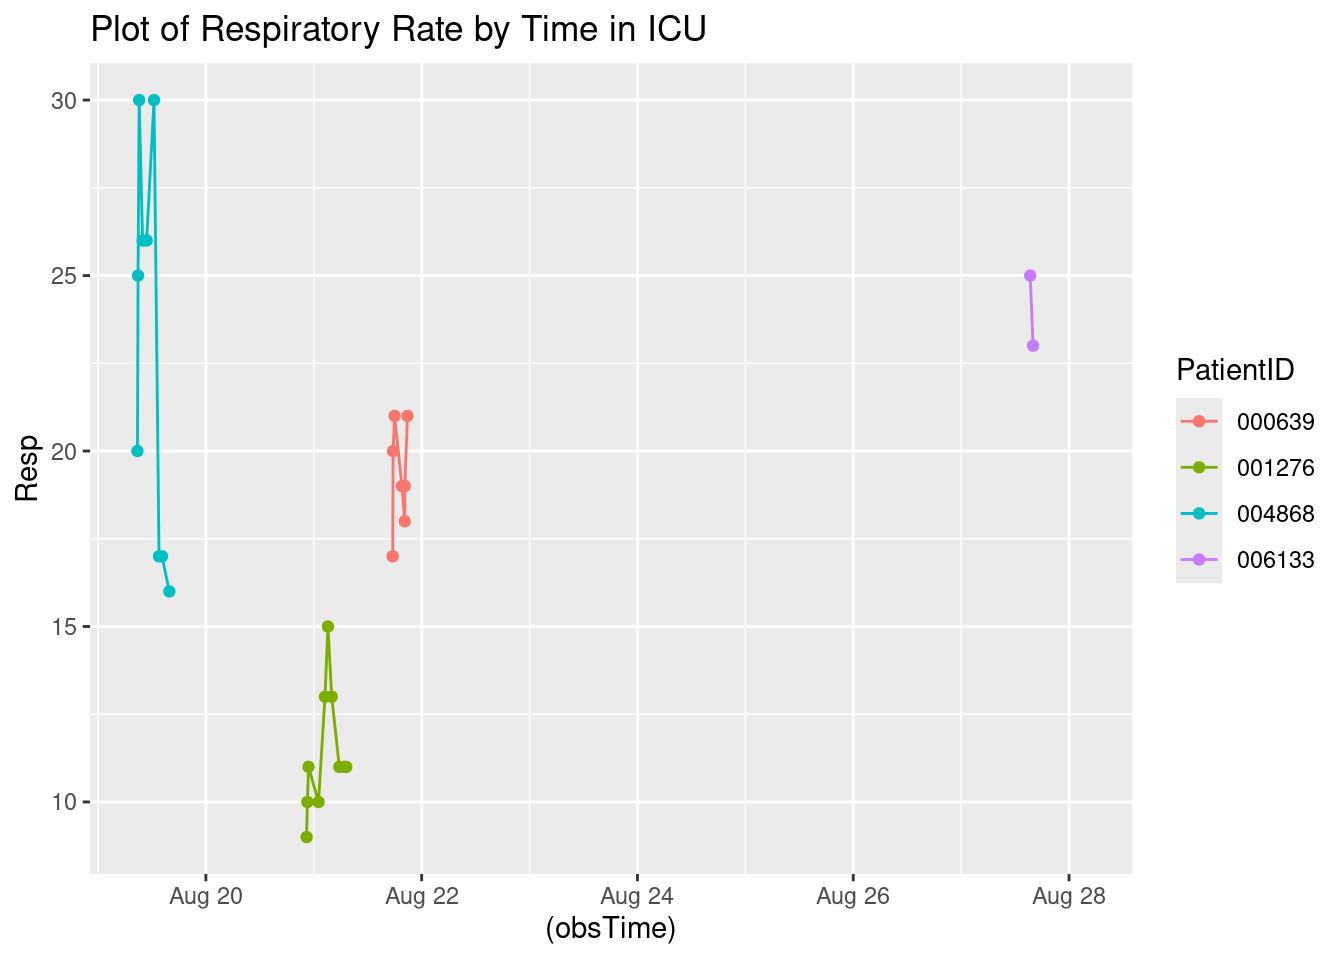 Plot of Respiratory Rate by Time in ICU
30
25
20
15
10
Resp
Aug 20
Aug 22
Aug 24
Aug 26
Aug 28
(obsTime)
PatientID
000639
001276
004868
006133